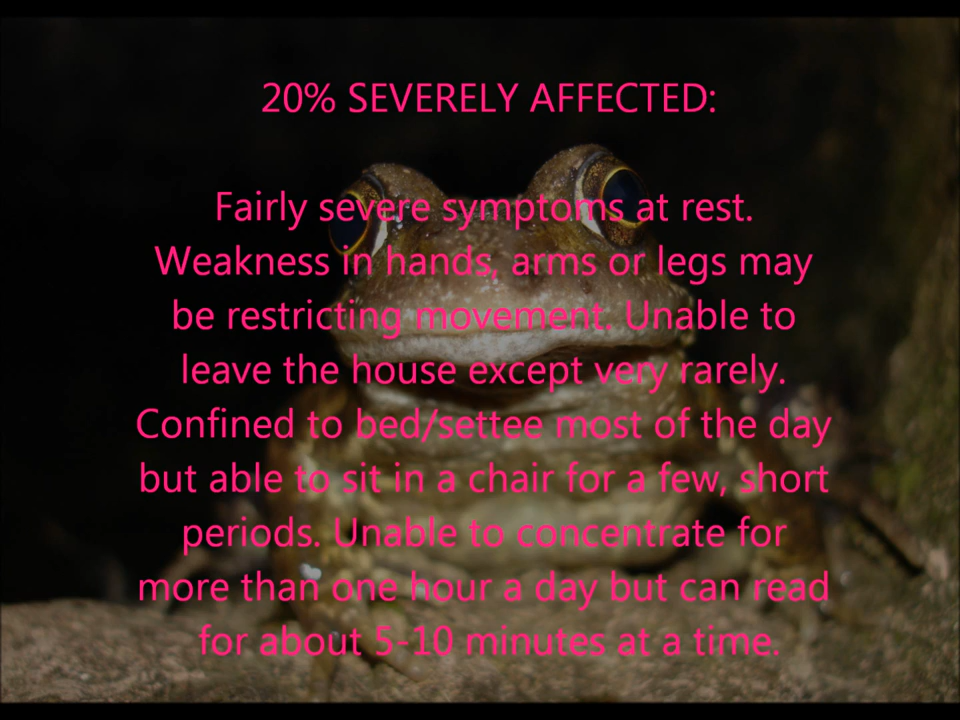 20% SEVERELY AFFECTED:
Fairly severe symptoms at rest.
Weakness in hands, arms or legs may
be restricting movement. Unable to
leave the house except very rarely.
Confined to bed/settee most of the day
but able to sit in a chair for a few, short
periods. Unable to concentrate for
more than one hour a day but can read
for about 5-10 minutes at a time.